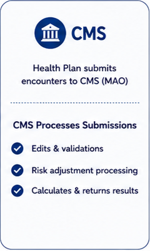 CMS
Health Plan submits
encounters to CMS (MAO)
CMS Processes Submissions
Edits & validations
Risk adjustment processing
Calculates & returns results